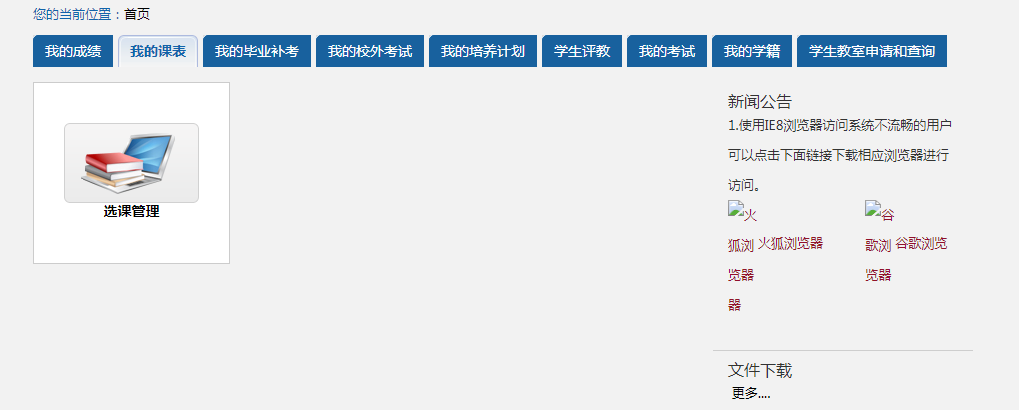 您的当前位置：首页
我的成绩 我的课表 我的毕业补考 我的校外考试 我的培养计划 学生评教 我的考试 我的学籍 学生教室申请和查询
选课管理
新闻公告
1.使用IE8浏览器访问系统不流畅的用户
可以点击下面链接下载相应浏览器进行
访问。
火 谷
狐浏 火狐浏览器 歌浏 谷歌浏览
览器 览器
器
文件下载
更多....